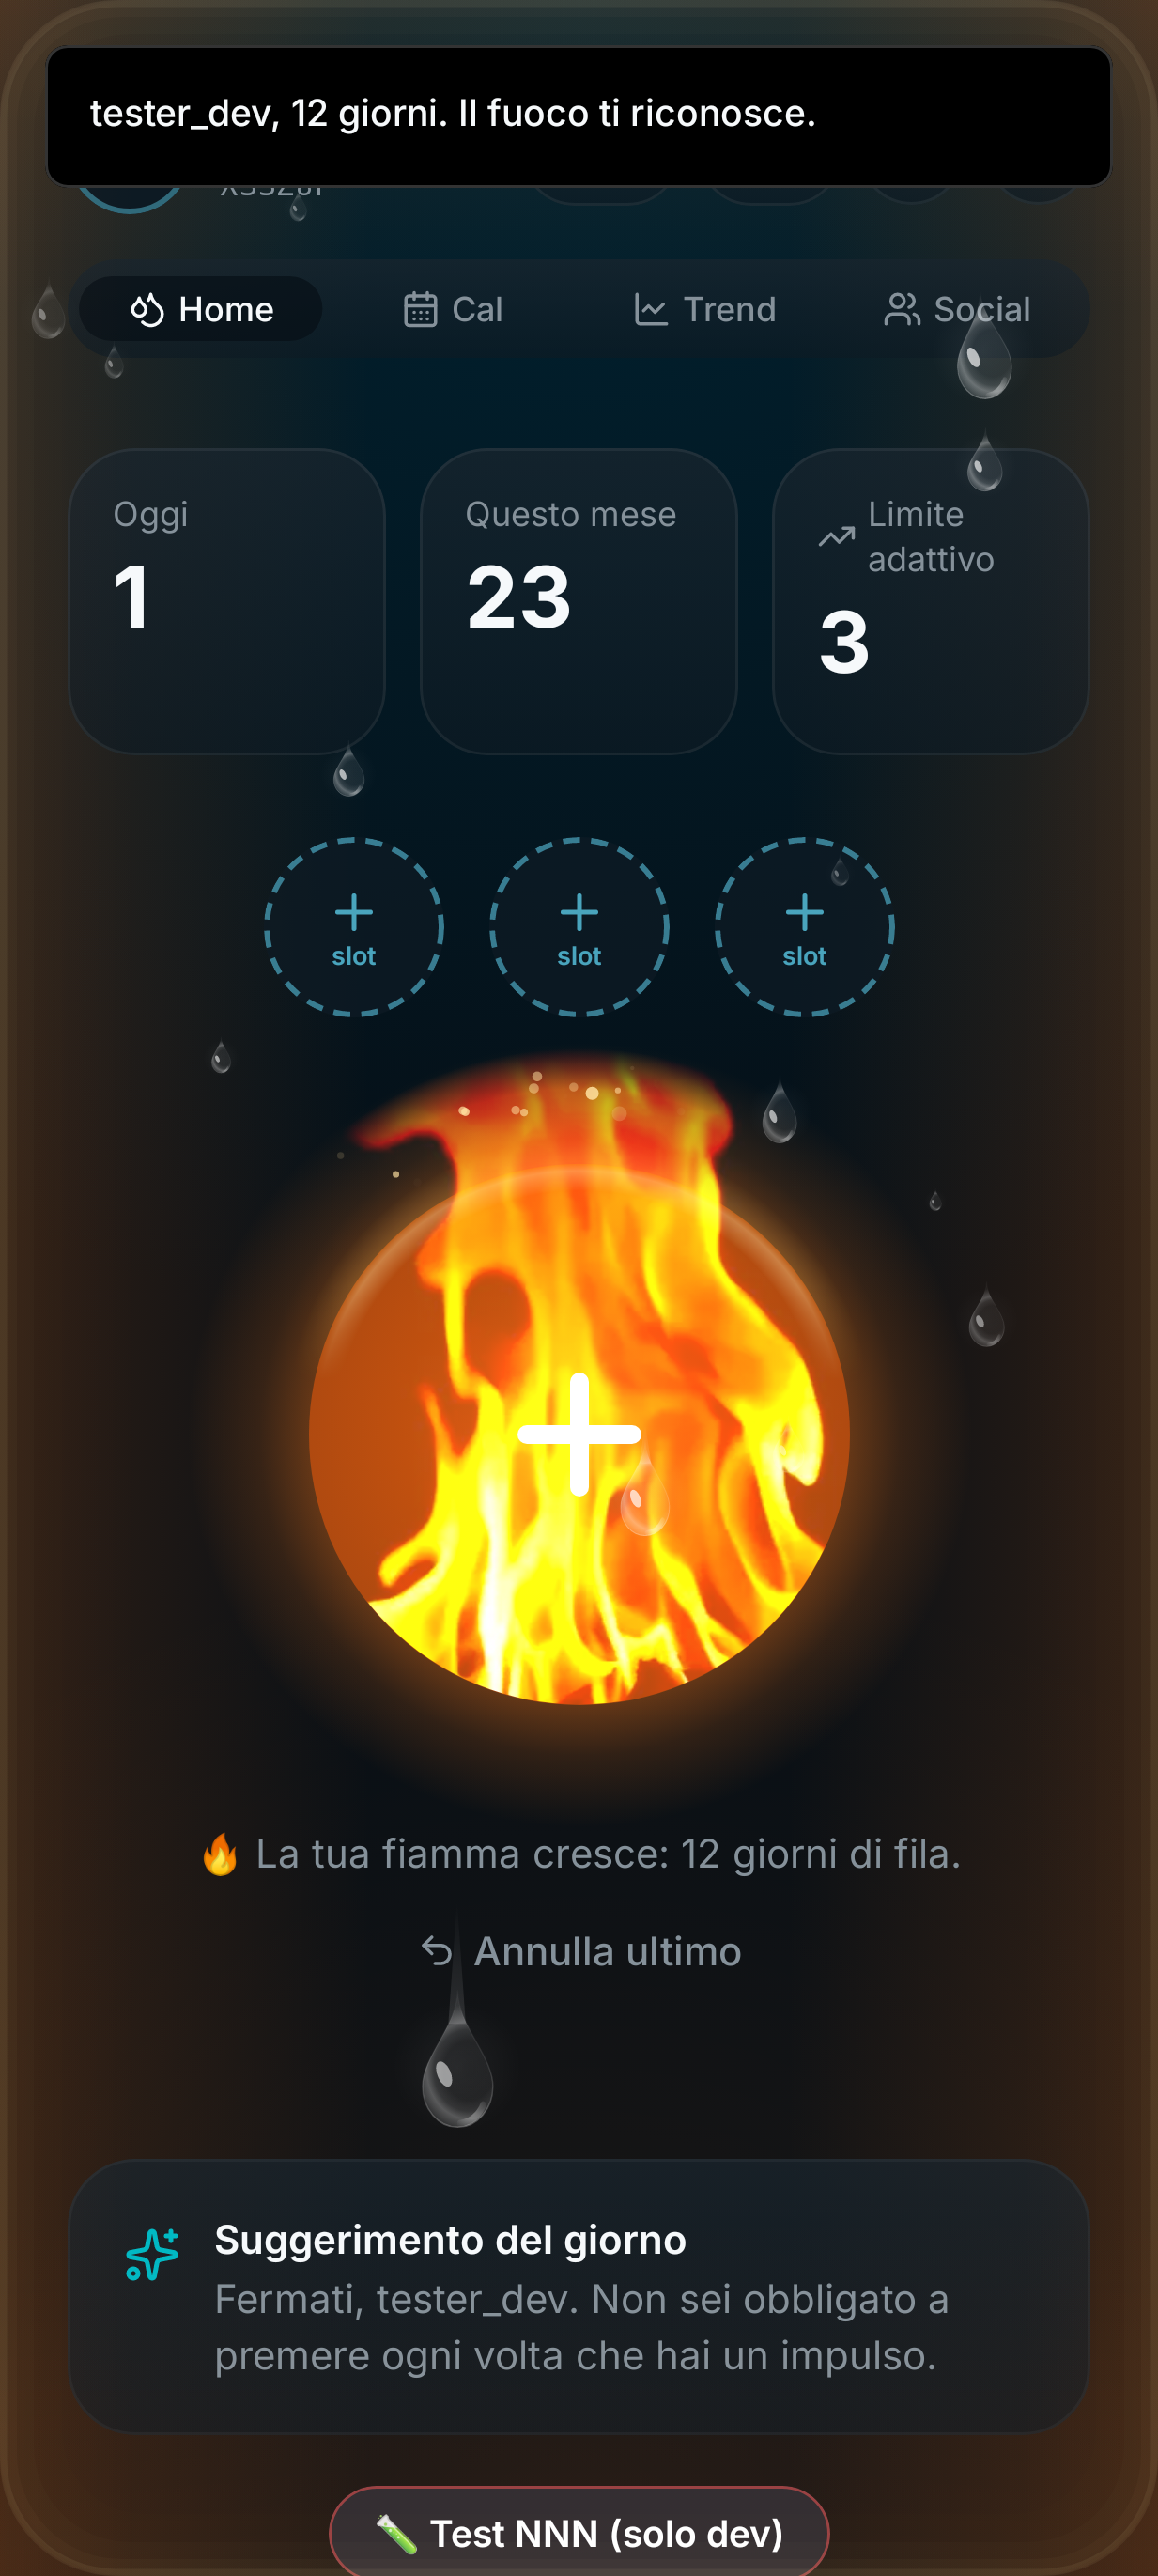 tester_dev, 12 giorni. Il fuoco ti riconosce.
Home
Cal
Trend
Social
Oggi
1
Questo mese
23
Limite
adattivo
3
slot
slot
slot
🔥 La tua fiamma cresce: 12 giorni di fila.
Annulla ultimo
Suggerimento del giorno
Fermati, tester_dev. Non sei obbligato a
premere ogni volta che hai un impulso.
Test NNN (solo dev)